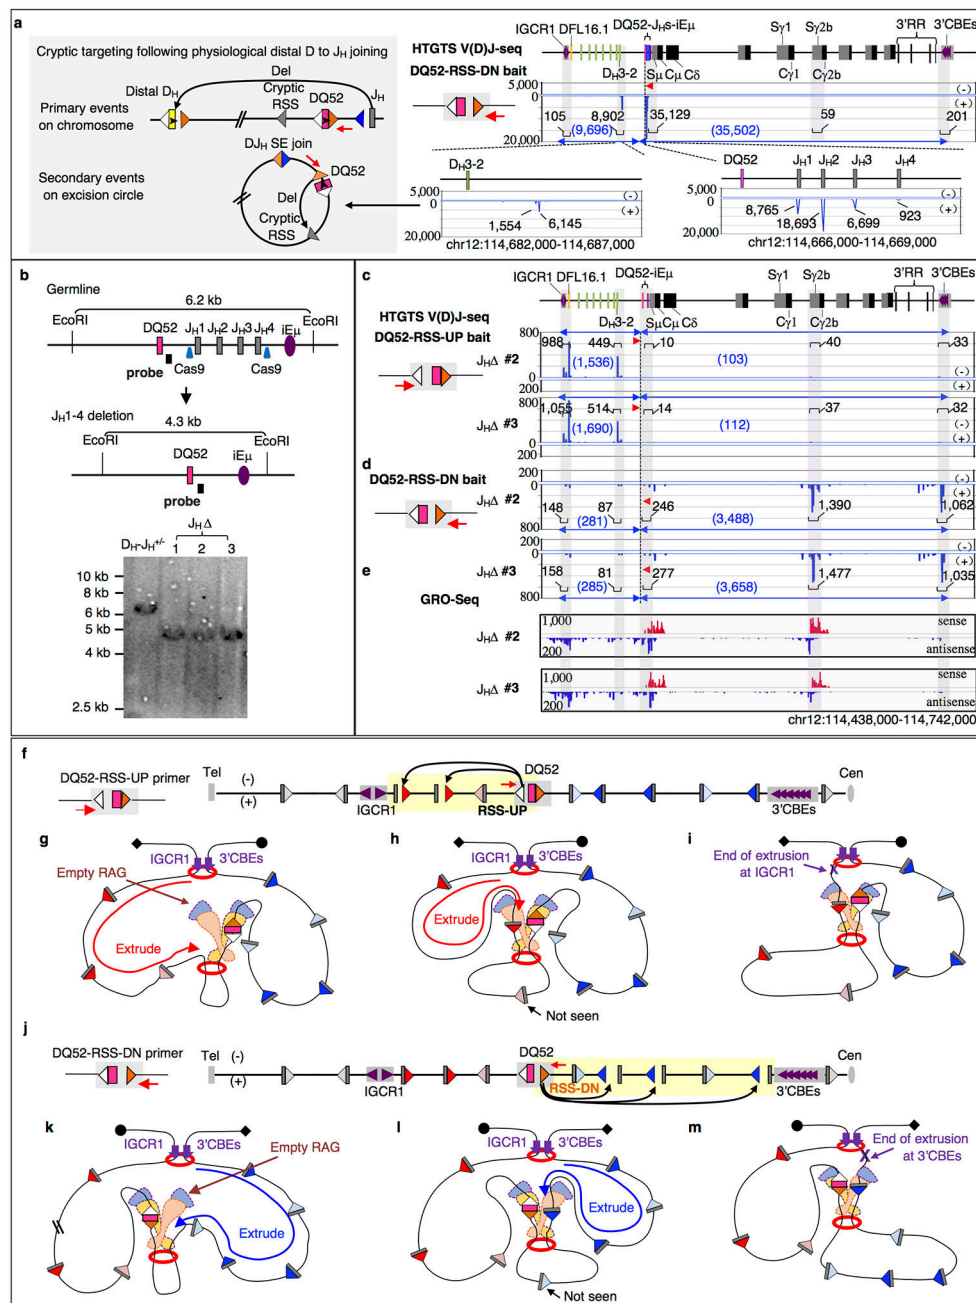 a
Cryptic targeting following physiological distal D to JH joining
Del
Distal DH
Cryptic RSS
DQ52
JH
Primary events on chromosome
DJH SE join
DQ52
Secondary events on excision circle
Del
Cryptic RSS
IGCR1 DFL16.1
DQ52-JHs-iEμ
Sγ1
Sγ2b
3'RR
3'CBEs
HTGTS V(D)J-seq
DQ52-RSS-DN bait
DH3-2
Sμ Cμ Cδ
Cγ1
Cγ2b
5,000
0
20,000
(-)
(+)
105
8,902
(9,696)
35,129
(35,502)
59
201
DH3-2
5,000
0
20,000
(-)
(+)
1,554
6,145
chr12:114,682,000-114,687,000
DQ52
JH1
JH2
JH3
JH4
5,000
0
20,000
(-)
(+)
8,765
18,693
6,699
923
chr12:114,666,000-114,669,000
b
Germline
6.2 kb
EcoRI
EcoRI
DQ52
JH1
JH2
JH3
JH4
iEμ
probe
Cas9
Cas9
JH1-4 deletion
4.3 kb
EcoRI
EcoRI
DQ52
iEμ
probe
JHΔ
DH-JH+/-
1 2 3
10 kb
8 kb
6 kb
5 kb
4 kb
2.5 kb
c
IGCR1 DFL16.1
DQ52-iEμ
Sγ1
Sγ2b
3'RR
3'CBEs
HTGTS V(D)J-seq
DQ52-RSS-UP bait
DH3-2
Sμ Cμ Cδ
Cγ1
Cγ2b
JHΔ #2
800
0
200
988
449
(1,536)
10
(103)
40
33
(-)
(+)
JHΔ #3
800
0
200
1,055
514
(1,690)
14
(112)
37
32
(-)
(+)
d
DQ52-RSS-DN bait
JHΔ #2
200
0
800
148
87
(281)
246
(3,488)
1,390
1,062
(-)
(+)
JHΔ #3
200
0
800
158
81
(285)
277
(3,658)
1,477
1,035
(-)
(+)
e
GRO-Seq
JHΔ #2
1,000
200
sense
antisense
JHΔ #3
1,000
200
sense
antisense
chr12:114,438,000-114,742,000
f
DQ52-RSS-UP primer
Tel
(-)
(+)
IGCR1
RSS-UP
DQ52
3'CBEs
Cen
g
IGCR1
3'CBEs
Empty RAG
Extrude
h
IGCR1
3'CBEs
Extrude
Not seen
i
End of extrusion at IGCR1
3'CBEs
j
DQ52-RSS-DN primer
Tel
(-)
(+)
IGCR1
DQ52
RSS-DN
3'CBEs
Cen
k
IGCR1
3'CBEs
Empty RAG
Extrude
l
IGCR1
3'CBEs
Extrude
Not seen
m
IGCR1
End of extrusion at 3'CBEs